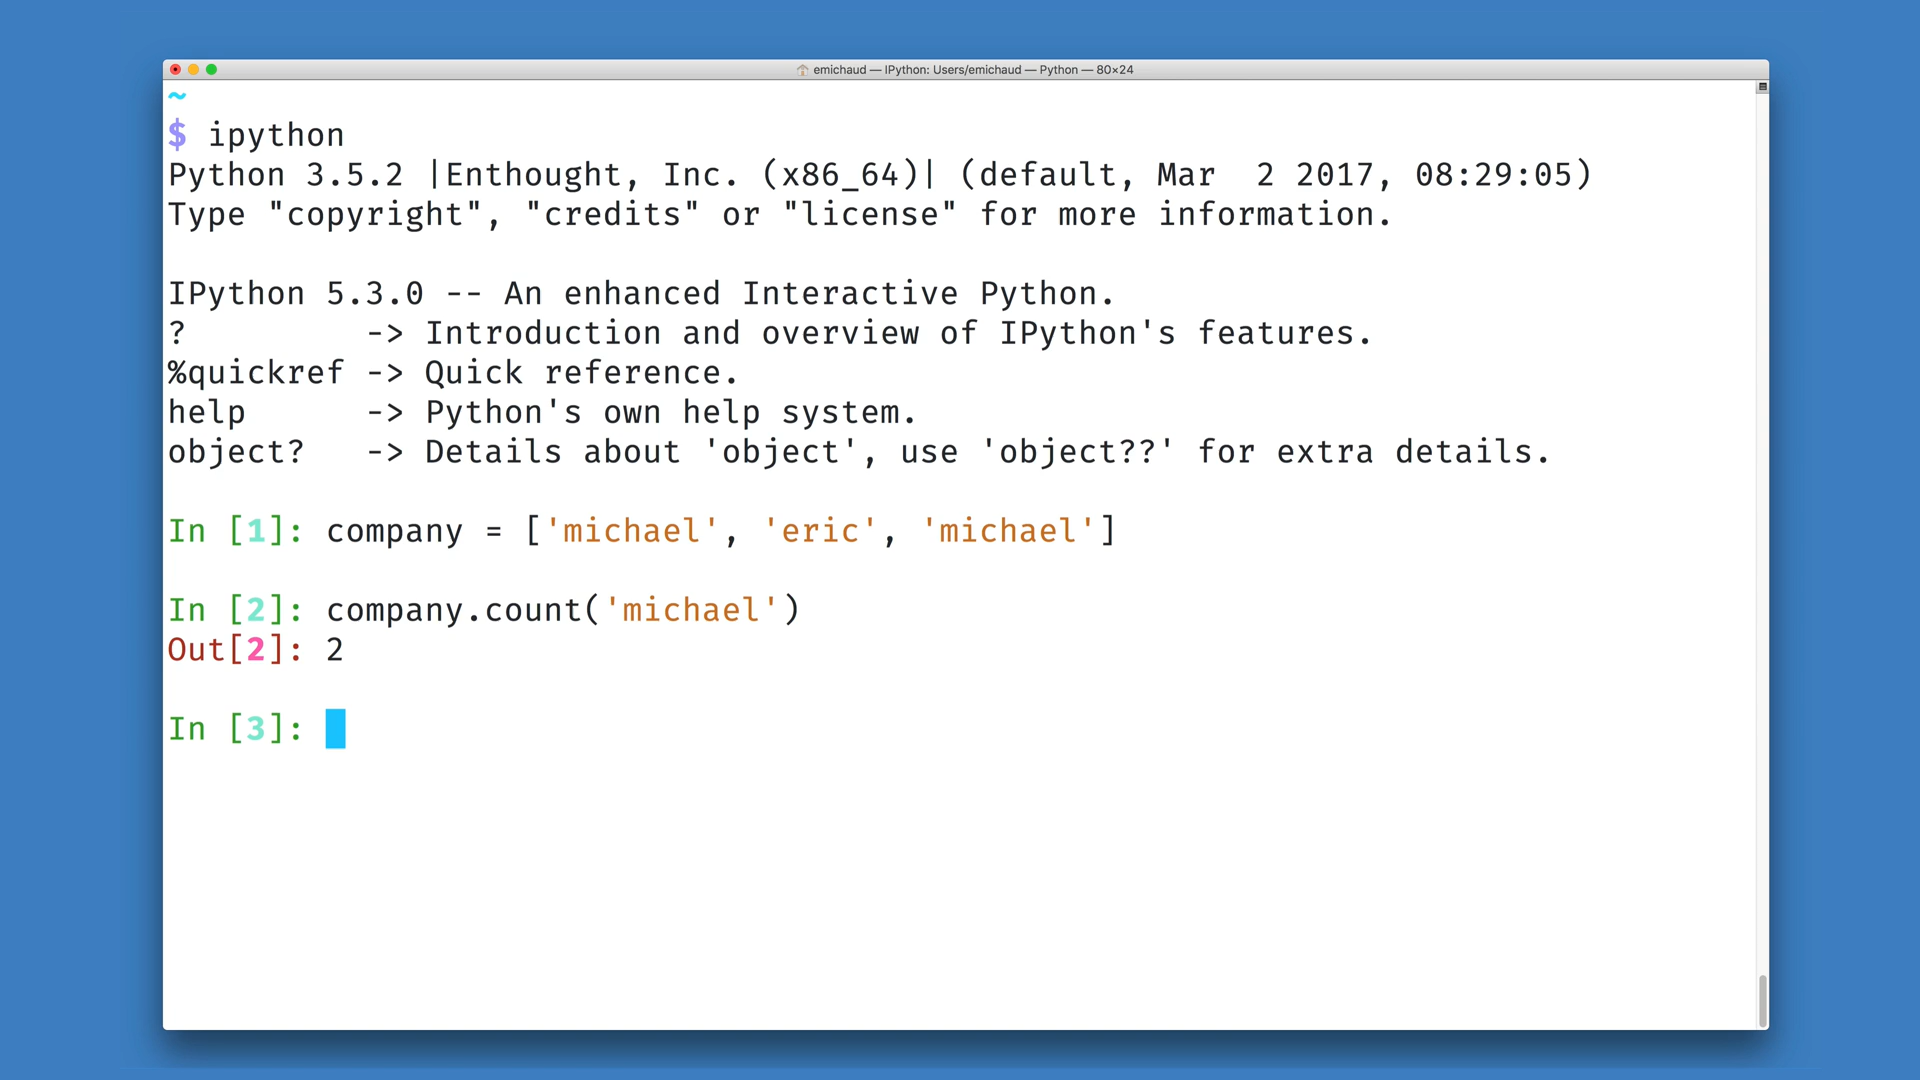 emichaud — IPython: Users/emichaud — Python — 80×24
~
$ ipython
Python 3.5.2 |Enthought, Inc. (x86_64)| (default, Mar  2 2017, 08:29:05)
Type "copyright", "credits" or "license" for more information.
IPython 5.3.0 -- An enhanced Interactive Python.
?         -> Introduction and overview of IPython's features.
%quickref -> Quick reference.
help      -> Python's own help system.
object?   -> Details about 'object', use 'object??' for extra details.
In [1]: company = ['michael', 'eric', 'michael']
In [2]: company.count('michael')
Out[2]: 2
In [3]: